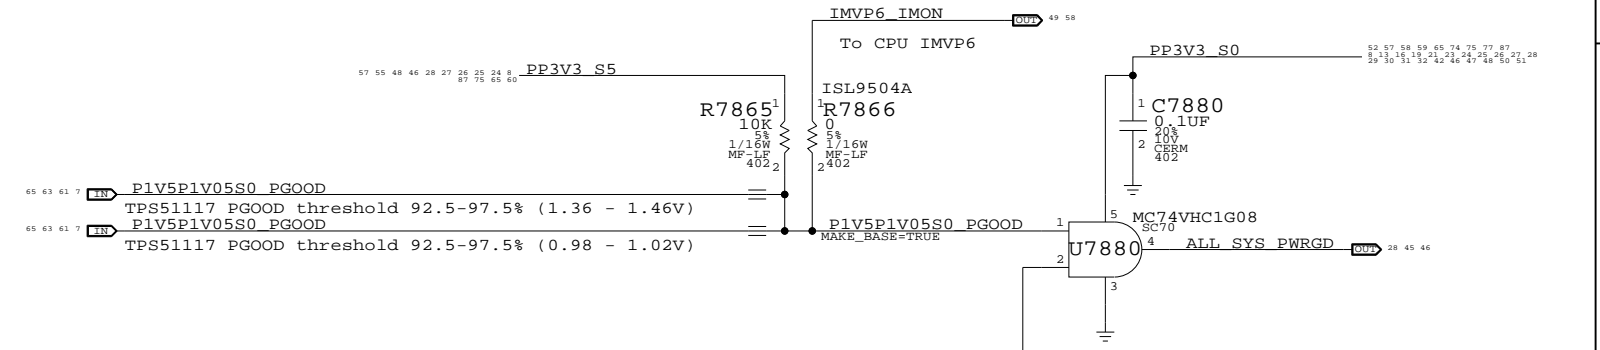 IMVP6_IMON
OUT 49 58
To CPU IMVP6
PP3V3_S0
52 57 58 59 65 74 75 77 87
8 13 16 19 21 23 24 25 26 27 28
29 30 31 32 42 46 47 48 50 51
57 55 48 46 28 27 26 25 24 8
87 75 65 60
PP3V3_S5
ISL9504A
R7865 1
10K
5%
1/16W
MF-LF
402 2
1 R7866
0
5%
1/16W
MF-LF
2 402
1 C7880
0.1UF
20%
10V
2 CERM
402
65 63 61 7 IN P1V5P1V05S0_PGOOD
TPS51117 PGOOD threshold 92.5-97.5% (1.36 - 1.46V)
65 63 61 7 IN P1V5P1V05S0_PGOOD
TPS51117 PGOOD threshold 92.5-97.5% (0.98 - 1.02V)
P1V5P1V05S0_PGOOD
MAKE_BASE=TRUE
5 MC74VHC1G08
SC70
1
U7880
4 ALL_SYS_PWRGD
OUT 28 45 46
2
3